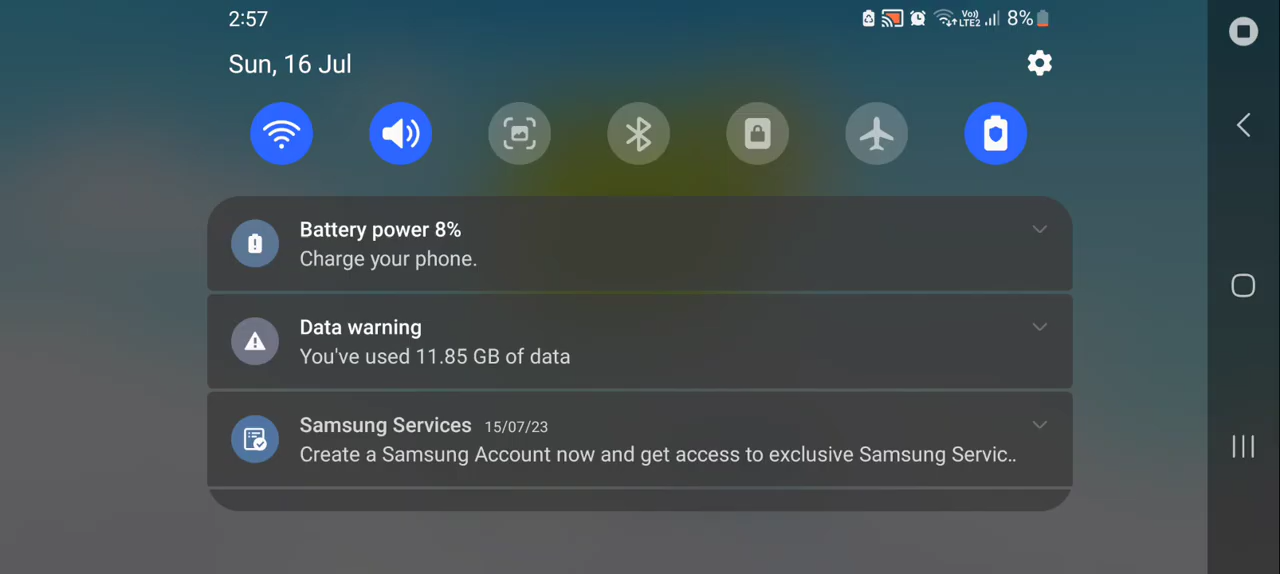 2:57
Vo) LTE2 8%
Sun, 16 Jul
Battery power 8%
Charge your phone.
Data warning
You've used 11.85 GB of data
Samsung Services 15/07/23
Create a Samsung Account now and get access to exclusive Samsung Servic..